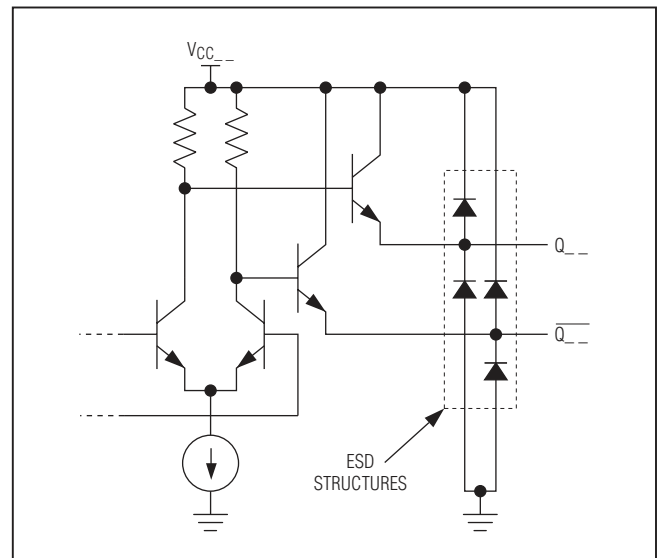 VCC_ _
Q_ _
Q_ _
ESD
STRUCTURES